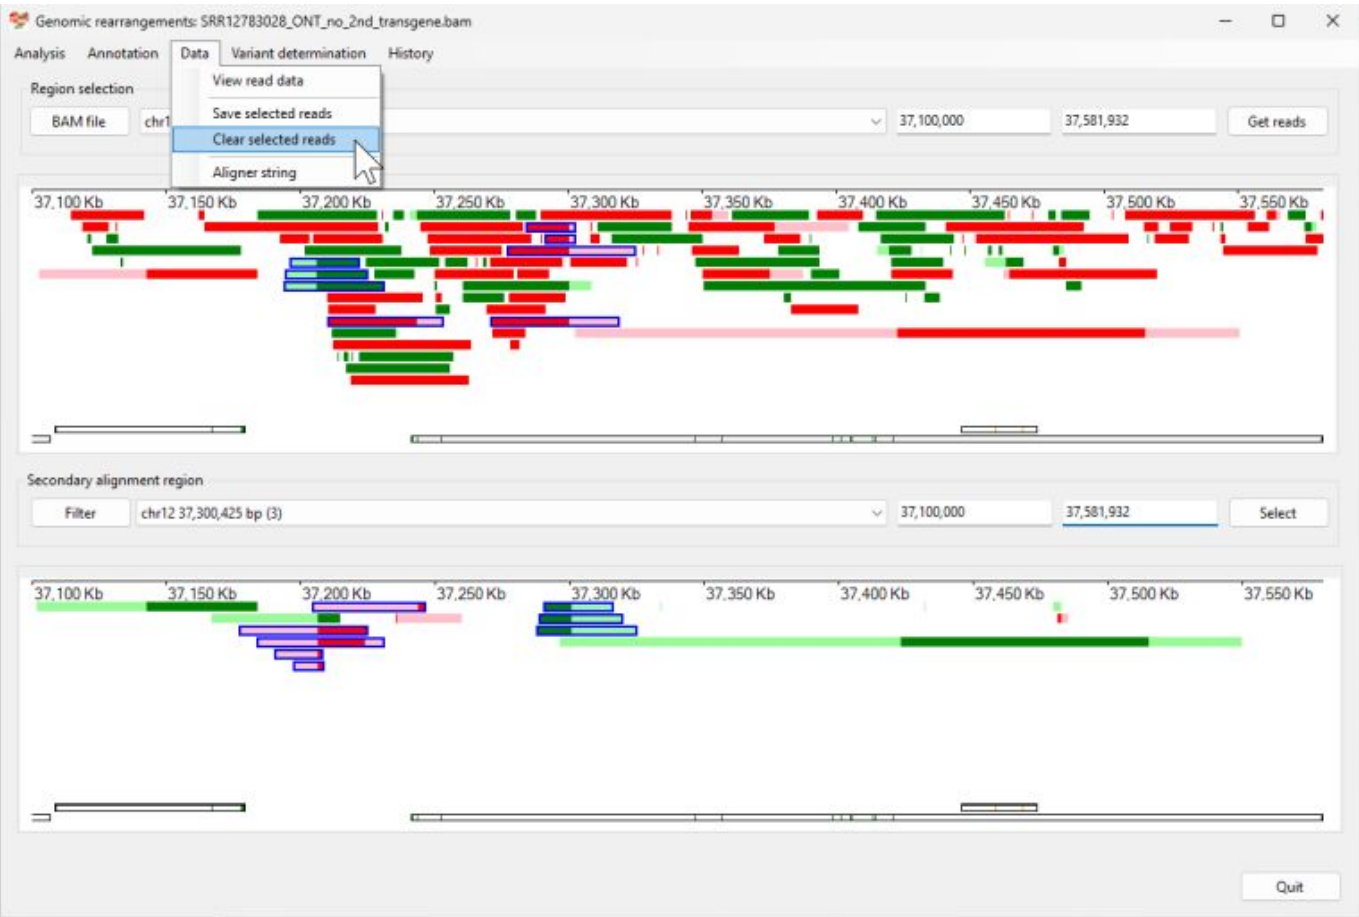 Genomic rearrangements: SRR12783028_ONT_no_2nd_transgene.bam
Analysis Annotation Data Variant determination History
View read data
Region selection
Save selected reads
BAM file chr1 37,100,000 37,581,932 Get reads
Clear selected reads
Aligner string
37,100 Kb 37,150 Kb 37,200 Kb 37,250 Kb 37,300 Kb 37,350 Kb 37,400 Kb 37,450 Kb 37,500 Kb 37,550 Kb
Secondary alignment region
Filter chr12 37,300,425 bp (3) 37,100,000 37,581,932 Select
37,100 Kb 37,150 Kb 37,200 Kb 37,250 Kb 37,300 Kb 37,350 Kb 37,400 Kb 37,450 Kb 37,500 Kb 37,550 Kb
Quit